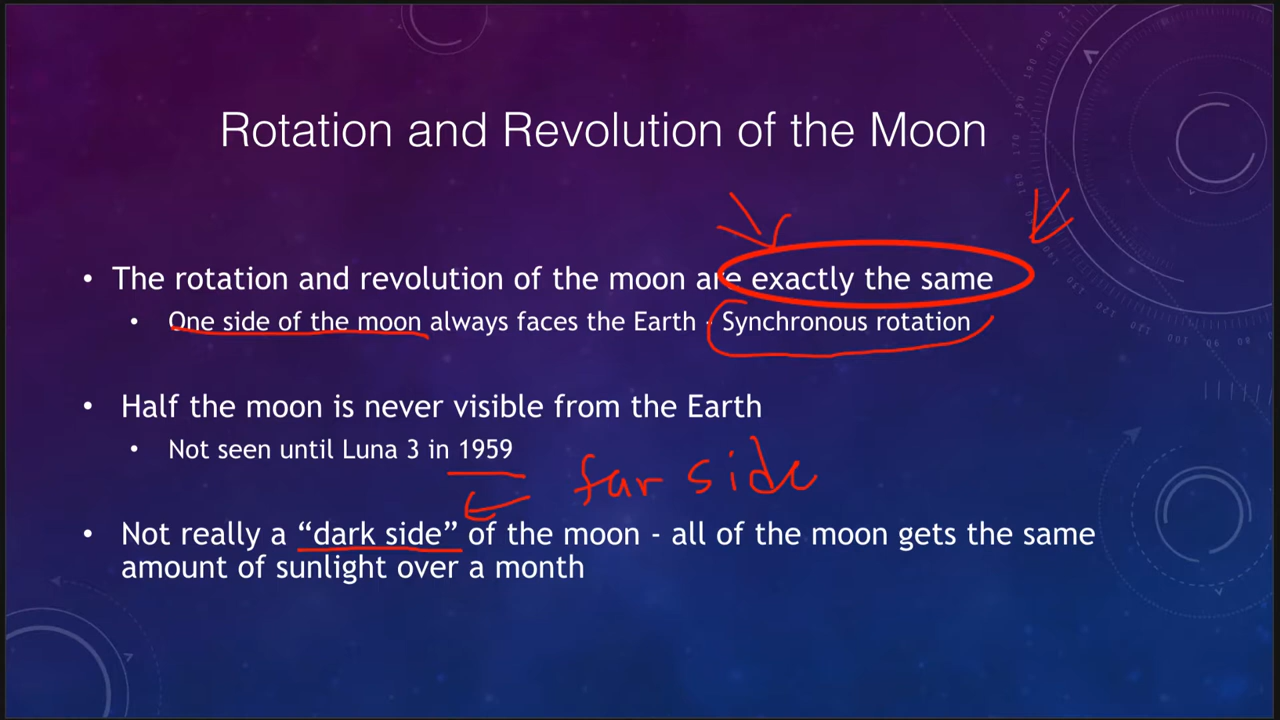 Rotation and Revolution of the Moon
• The rotation and revolution of the moon are exactly the same
• One side of the moon always faces the Earth - Synchronous rotation
• Half the moon is never visible from the Earth
• Not seen until Luna 3 in 1959
far side
• Not really a “dark side” of the moon - all of the moon gets the same
amount of sunlight over a month